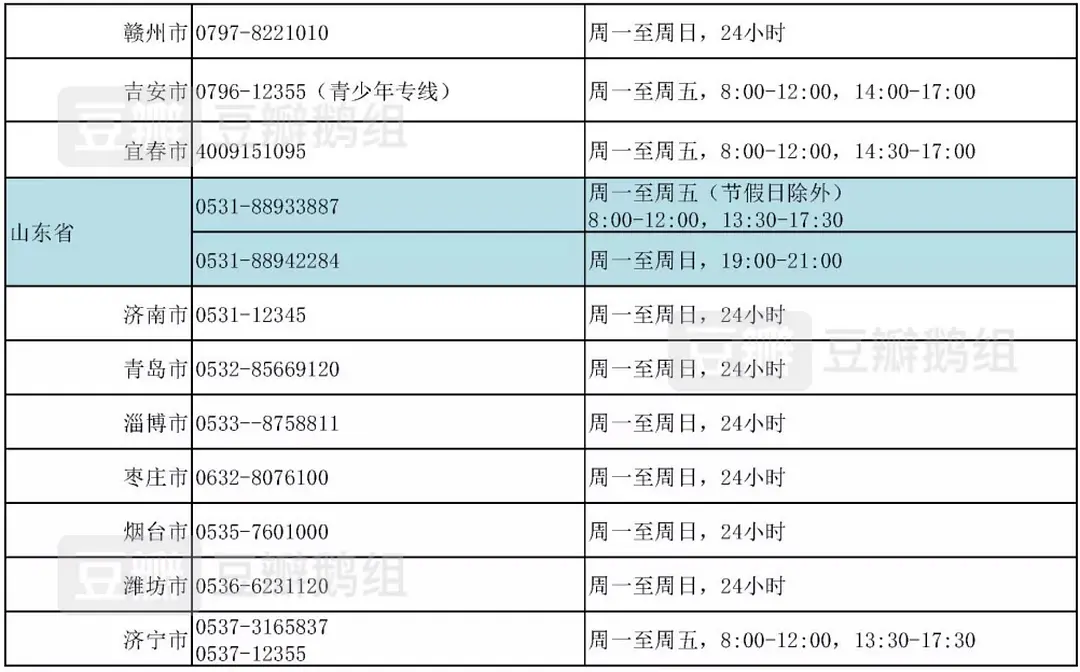 赣州市 0797-8221010 周一至周日，24小时
吉安市 0796-12355（青少年专线） 周一至周五，8:00-12:00，14:00-17:00
豆瓣 豆瓣鹅组
宜春市 4009151095 周一至周五，8:00-12:00，14:30-17:00
山东省 0531-88933887 周一至周五（节假日除外）
8:00-12:00，13:30-17:30
0531-88942284 周一至周日，19:00-21:00
济南市 0531-12345 周一至周日，24小时
豆瓣 豆瓣鹅组
青岛市 0532-85669120 周一至周日，24小时
淄博市 0533--8758811 周一至周日，24小时
枣庄市 0632-8076100 周一至周日，24小时
烟台市 0535-7601000 周一至周日，24小时
豆瓣 豆瓣鹅组
潍坊市 0536-6231120 周一至周日，24小时
济宁市 0537-3165837 周一至周五，8:00-12:00，13:30-17:30
0537-12355